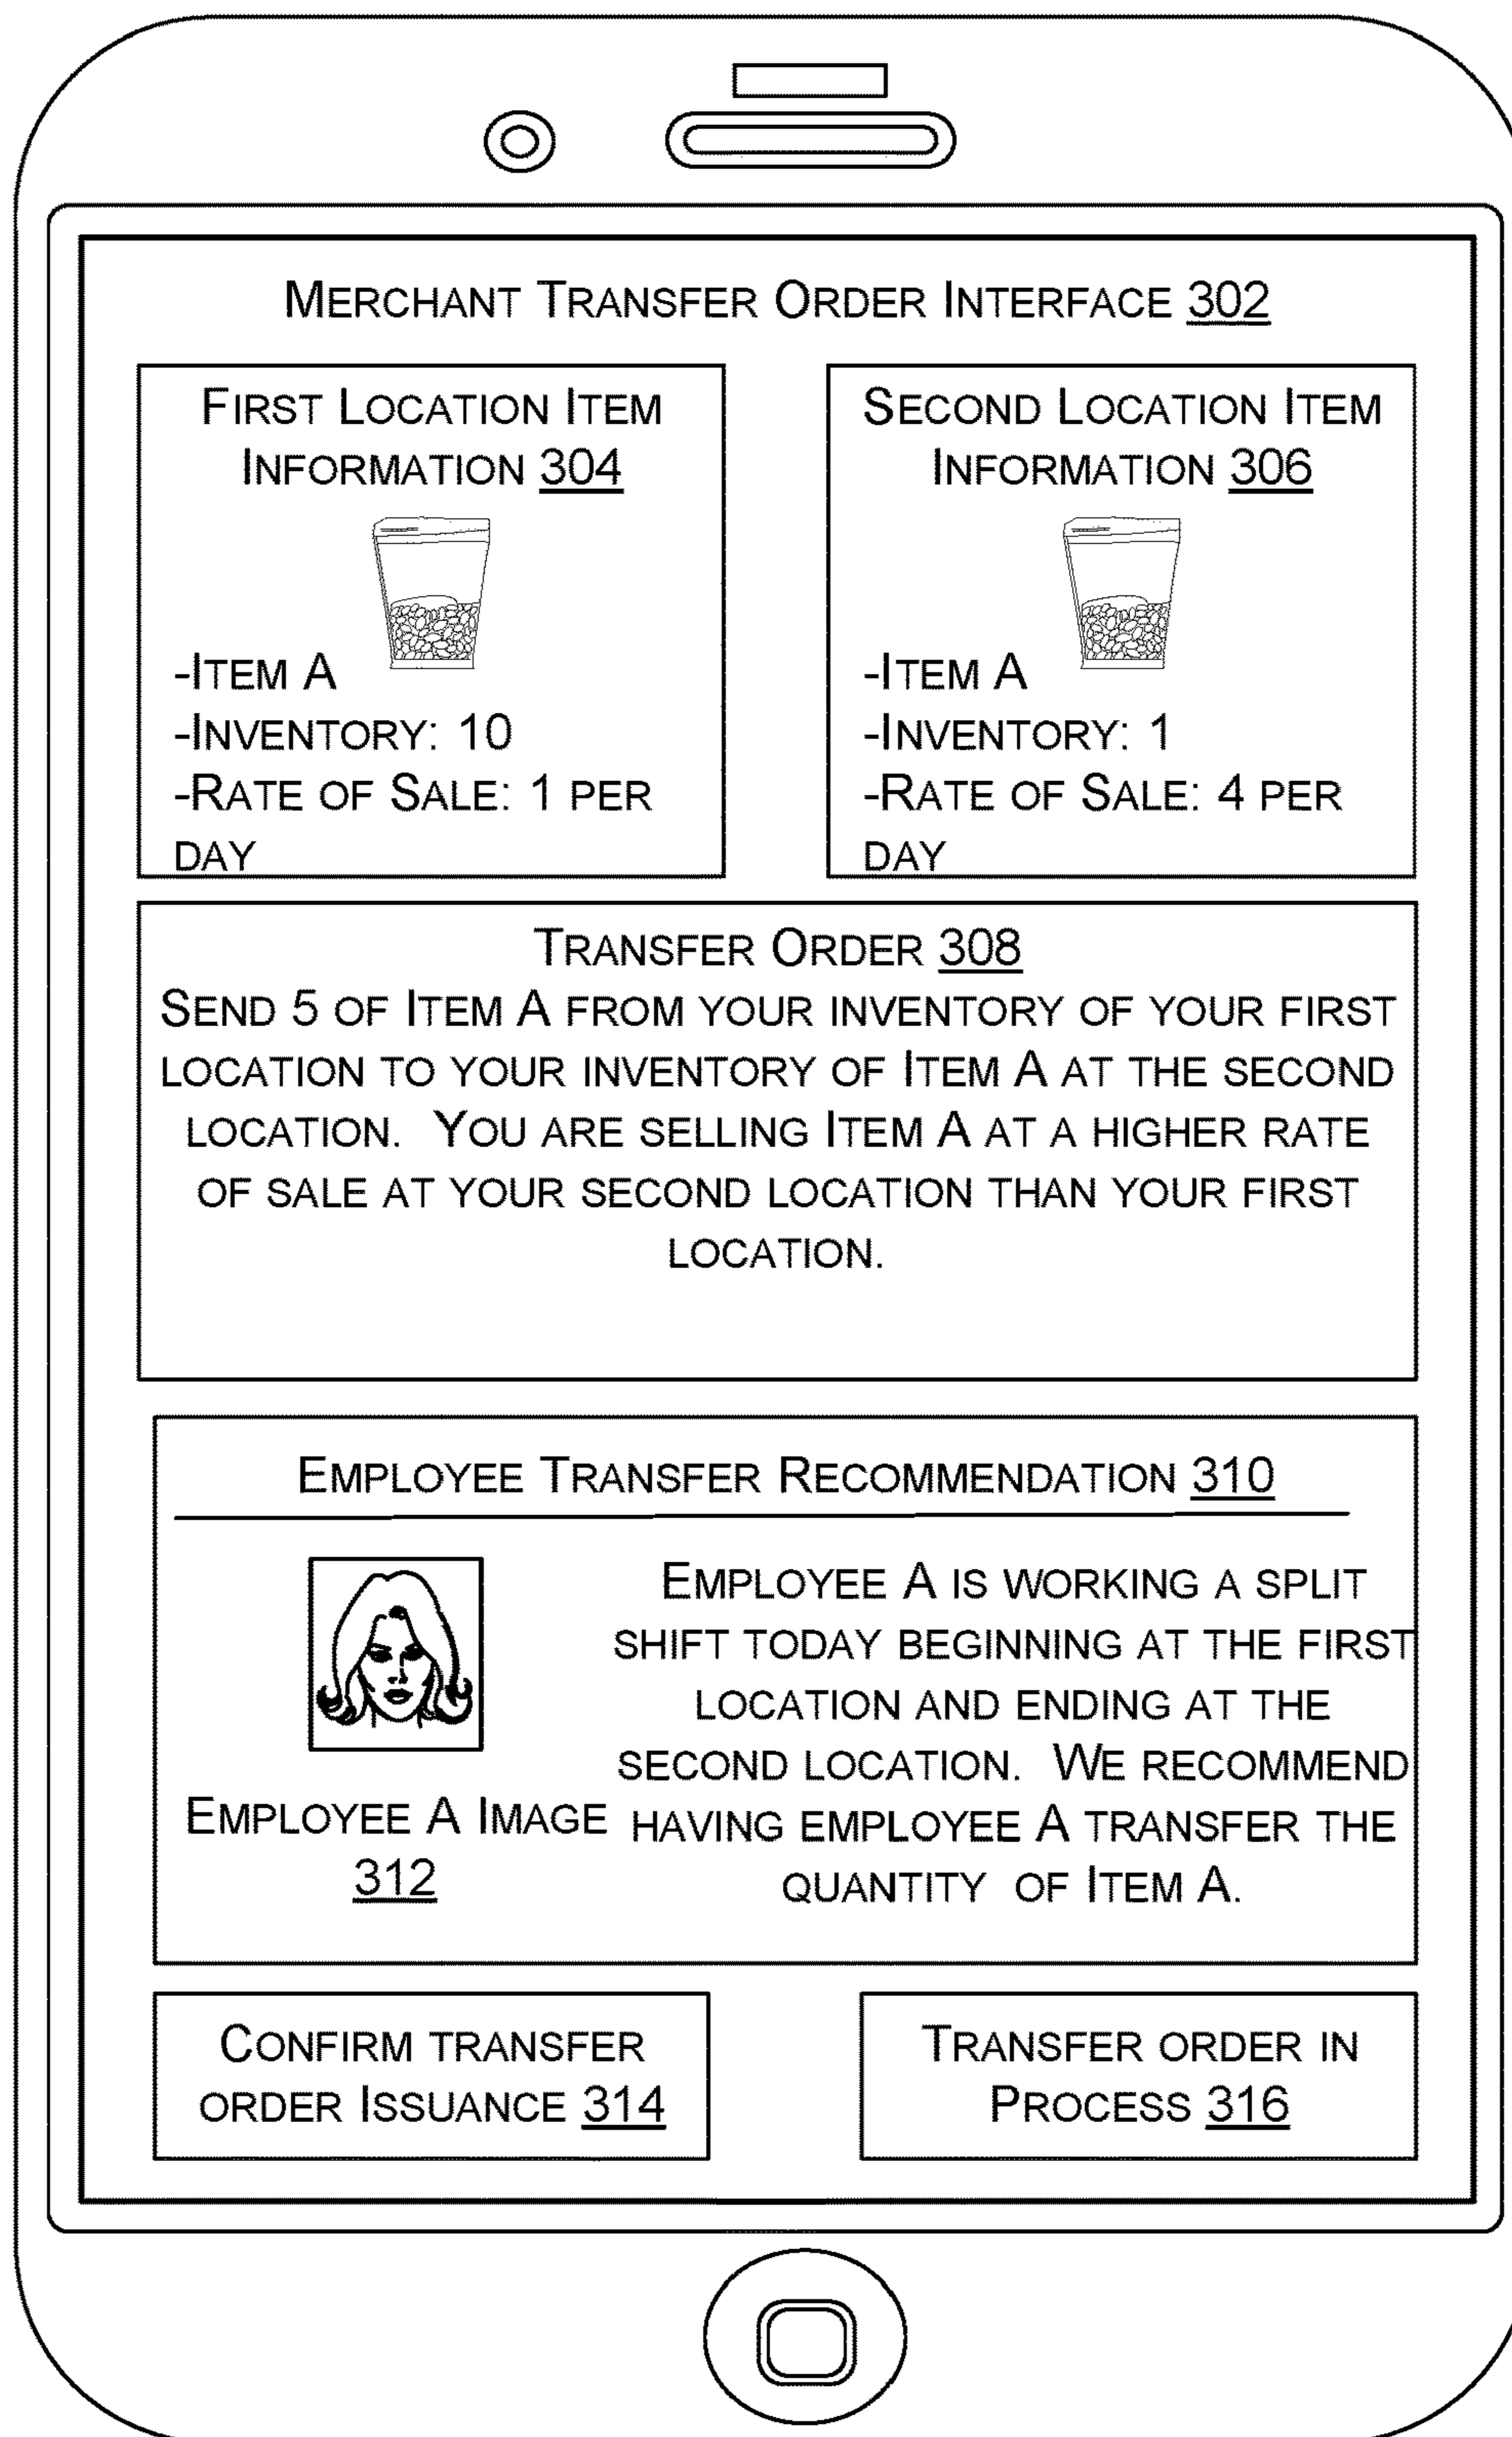 MERCHANT TRANSFER ORDER INTERFACE 302
FIRST LOCATION ITEM
INFORMATION 304
-ITEM A
-INVENTORY: 10
-RATE OF SALE: 1 PER
DAY
SECOND LOCATION ITEM
INFORMATION 306
-ITEM A
-INVENTORY: 1
-RATE OF SALE: 4 PER
DAY
TRANSFER ORDER 308
SEND 5 OF ITEM A FROM YOUR INVENTORY OF YOUR FIRST
LOCATION TO YOUR INVENTORY OF ITEM A AT THE SECOND
LOCATION. YOU ARE SELLING ITEM A AT A HIGHER RATE
OF SALE AT YOUR SECOND LOCATION THAN YOUR FIRST
LOCATION.
EMPLOYEE TRANSFER RECOMMENDATION 310
EMPLOYEE A IMAGE
312
EMPLOYEE A IS WORKING A SPLIT
SHIFT TODAY BEGINNING AT THE FIRST
LOCATION AND ENDING AT THE
SECOND LOCATION. WE RECOMMEND
HAVING EMPLOYEE A TRANSFER THE
QUANTITY OF ITEM A.
CONFIRM TRANSFER
ORDER ISSUANCE 314
TRANSFER ORDER IN
PROCESS 316